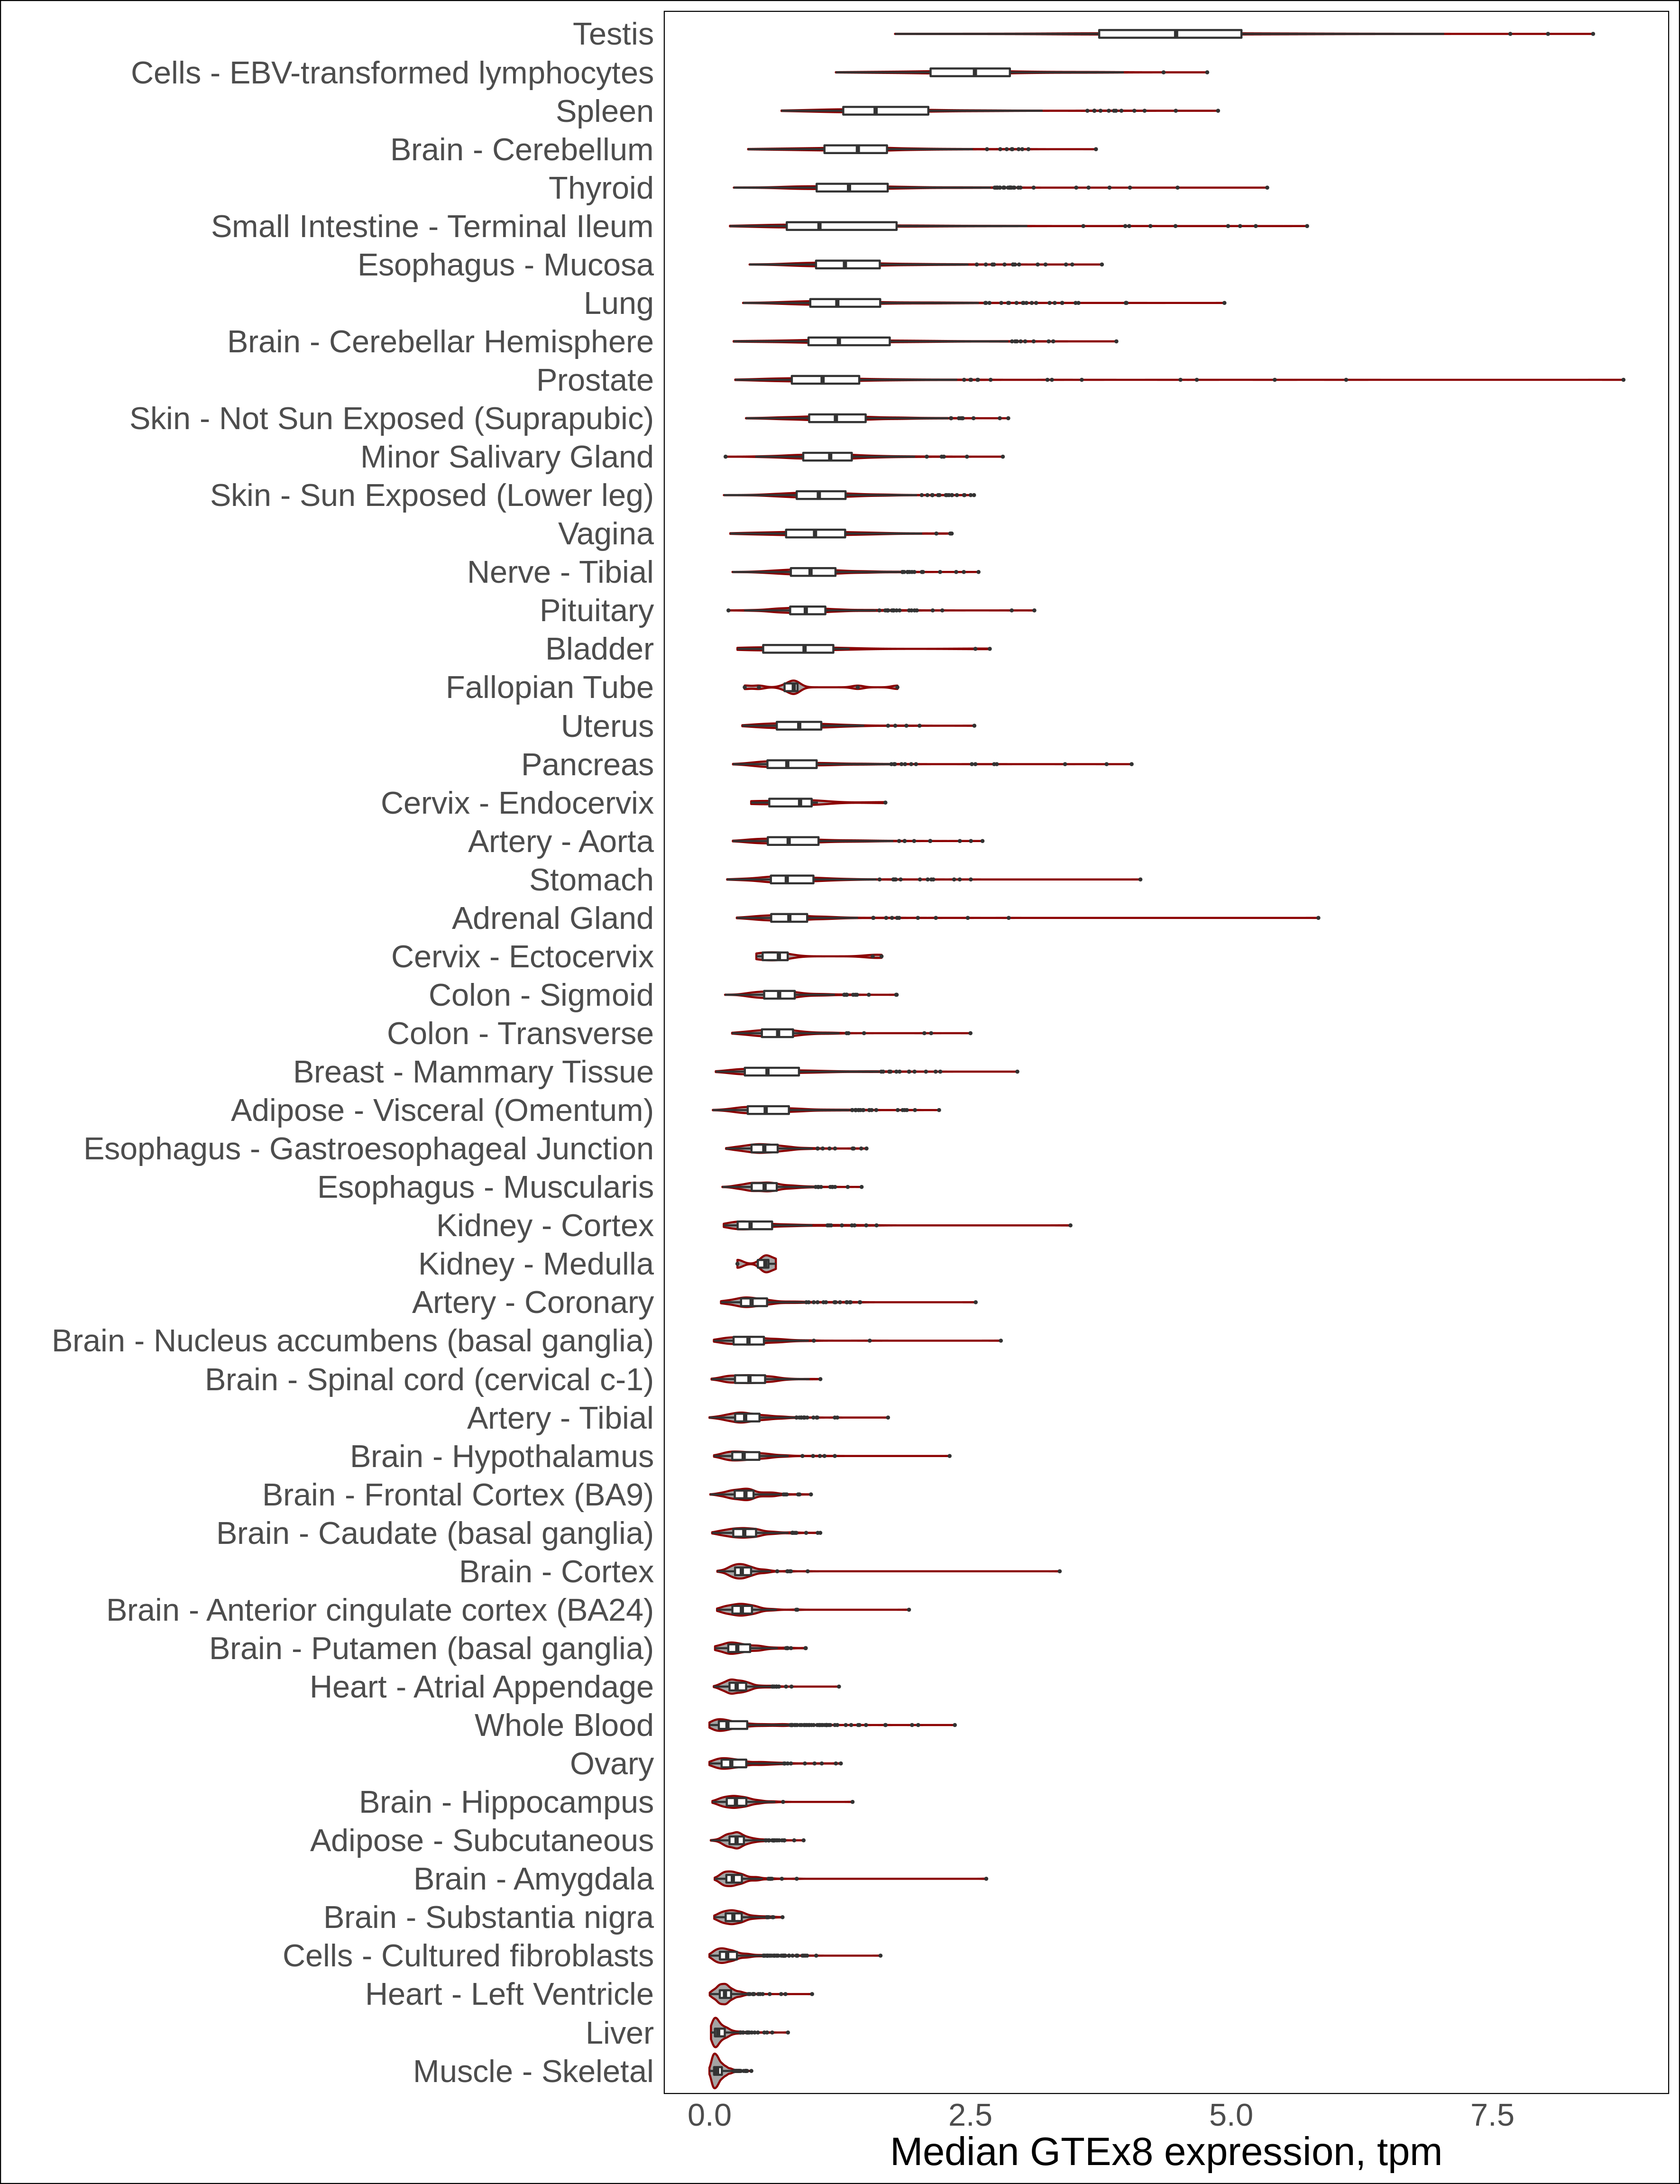 Testis
Cells - EBV-transformed lymphocytes
Spleen
Brain - Cerebellum
Thyroid
Small Intestine - Terminal Ileum
Esophagus - Mucosa
Lung
Brain - Cerebellar Hemisphere
Prostate
Skin - Not Sun Exposed (Suprapubic)
Minor Salivary Gland
Skin - Sun Exposed (Lower leg)
Vagina
Nerve - Tibial
Pituitary
Bladder
Fallopian Tube
Uterus
Pancreas
Cervix - Endocervix
Artery - Aorta
Stomach
Adrenal Gland
Cervix - Ectocervix
Colon - Sigmoid
Colon - Transverse
Breast - Mammary Tissue
Adipose - Visceral (Omentum)
Esophagus - Gastroesophageal Junction
Esophagus - Muscularis
Kidney - Cortex
Kidney - Medulla
Artery - Coronary
Brain - Nucleus accumbens (basal ganglia)
Brain - Spinal cord (cervical c-1)
Artery - Tibial
Brain - Hypothalamus
Brain - Frontal Cortex (BA9)
Brain - Caudate (basal ganglia)
Brain - Cortex
Brain - Anterior cingulate cortex (BA24)
Brain - Putamen (basal ganglia)
Heart - Atrial Appendage
Whole Blood
Ovary
Brain - Hippocampus
Adipose - Subcutaneous
Brain - Amygdala
Brain - Substantia nigra
Cells - Cultured fibroblasts
Heart - Left Ventricle
Liver
Muscle - Skeletal
0.0 2.5 5.0 7.5
Median GTEx8 expression, tpm